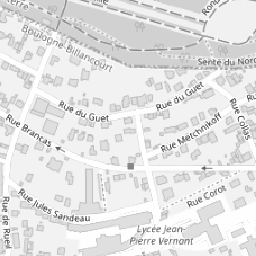 Boulogne-Billancourt
Sente du Nord
Rue du Guet
Rue du Guet
Rue Brancas
Rue Metchnikoff
Rue Colas
Rue de Rueil
Rue Jules Sandeau
Rue Corot
Lycée Jean-
Pierre Vernant